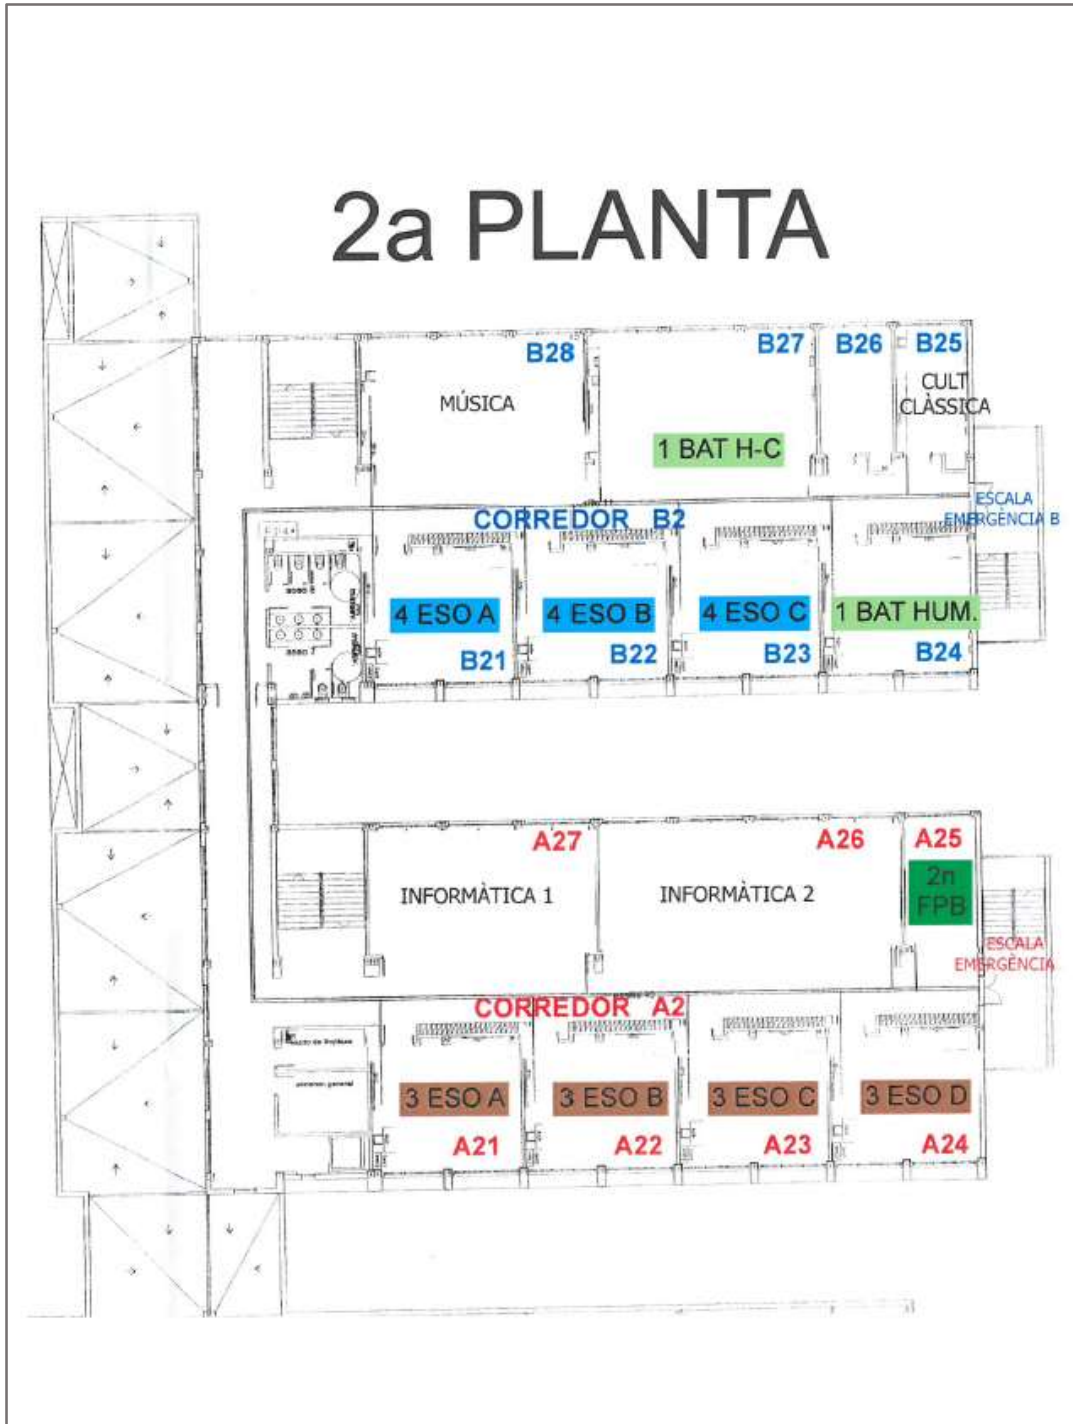 2a PLANTA
B28
B27
B26
B25
MÚSICA
CULT
CLÀSSICA
1 BAT H-C
ESCALA
EMERGÈNCIA B
CORREDOR B2
4 ESO A
4 ESO B
4 ESO C
1 BAT HUM.
B21
B22
B23
B24
A27
A26
A25
INFORMÀTICA 1
INFORMÀTICA 2
2n
FPB
ESCALA
EMERGÈNCIA
CORREDOR A2
3 ESO A
3 ESO B
3 ESO C
3 ESO D
A21
A22
A23
A24